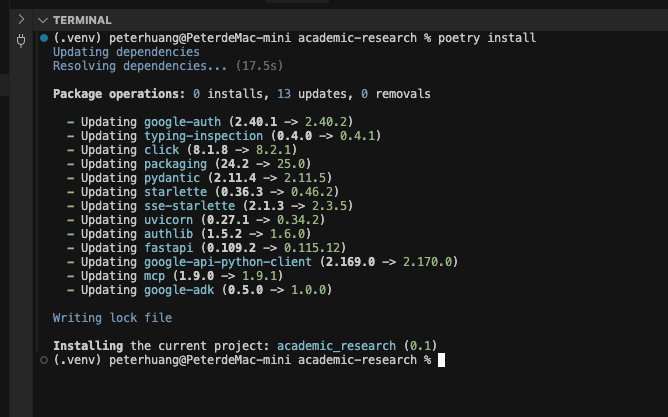 TERMINAL
(.venv) peterhuang@PeterdeMac-mini academic-research % poetry install
Updating dependencies
Resolving dependencies... (17.5s)
Package operations: 0 installs, 13 updates, 0 removals
- Updating google-auth (2.40.1 -> 2.40.2)
- Updating typing-inspection (0.4.0 -> 0.4.1)
- Updating click (8.1.8 -> 8.2.1)
- Updating packaging (24.2 -> 25.0)
- Updating pydantic (2.11.4 -> 2.11.5)
- Updating starlette (0.36.3 -> 0.46.2)
- Updating sse-starlette (2.1.3 -> 2.3.5)
- Updating uvicorn (0.27.1 -> 0.34.2)
- Updating authlib (1.5.2 -> 1.6.0)
- Updating fastapi (0.109.2 -> 0.115.12)
- Updating google-api-python-client (2.169.0 -> 2.170.0)
- Updating mcp (1.9.0 -> 1.9.1)
- Updating google-adk (0.5.0 -> 1.0.0)
Writing lock file
Installing the current project: academic_research (0.1)
(.venv) peterhuang@PeterdeMac-mini academic-research %